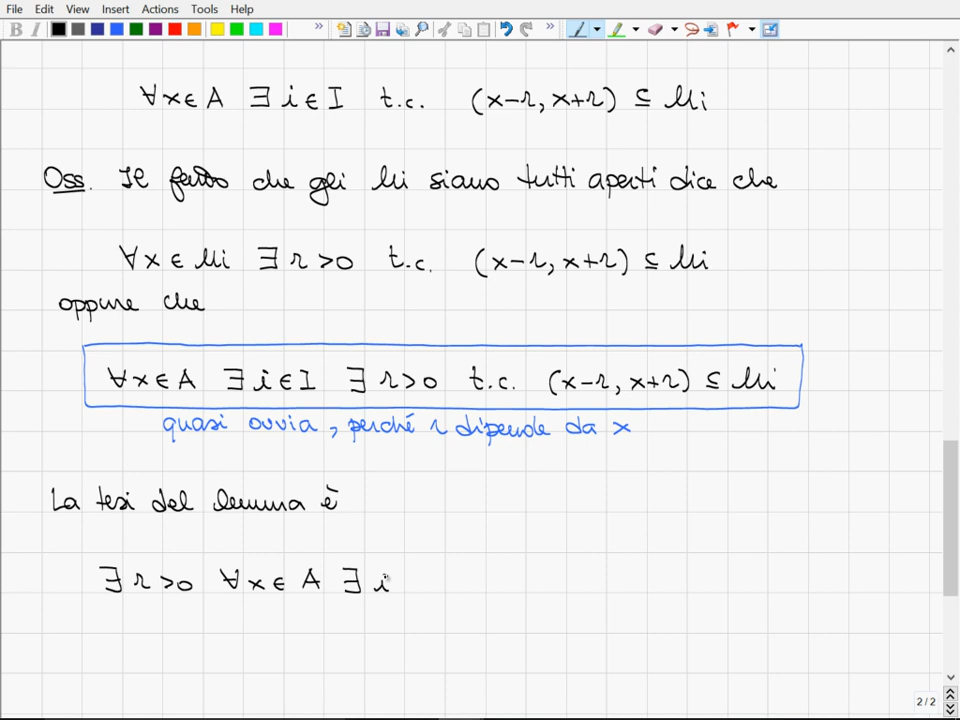 File Edit View Insert Actions Tools Help
B I
∀x∈A ∃ i∈I t.c. (x-r, x+r) ⊆ Ui
Oss. Il fatto che gli Ui siano tutti aperti dice che
∀x∈Ui ∃ r>0 t.c. (x-r, x+r) ⊆ Ui
oppure che
∀x∈A ∃ i∈I ∃ r>0 t.c. (x-r, x+r) ⊆ Ui
quasi ovvia, perché r dipende da x
La tesi del lemma è
∃ r>0 ∀x∈ A ∃ i
2 / 2